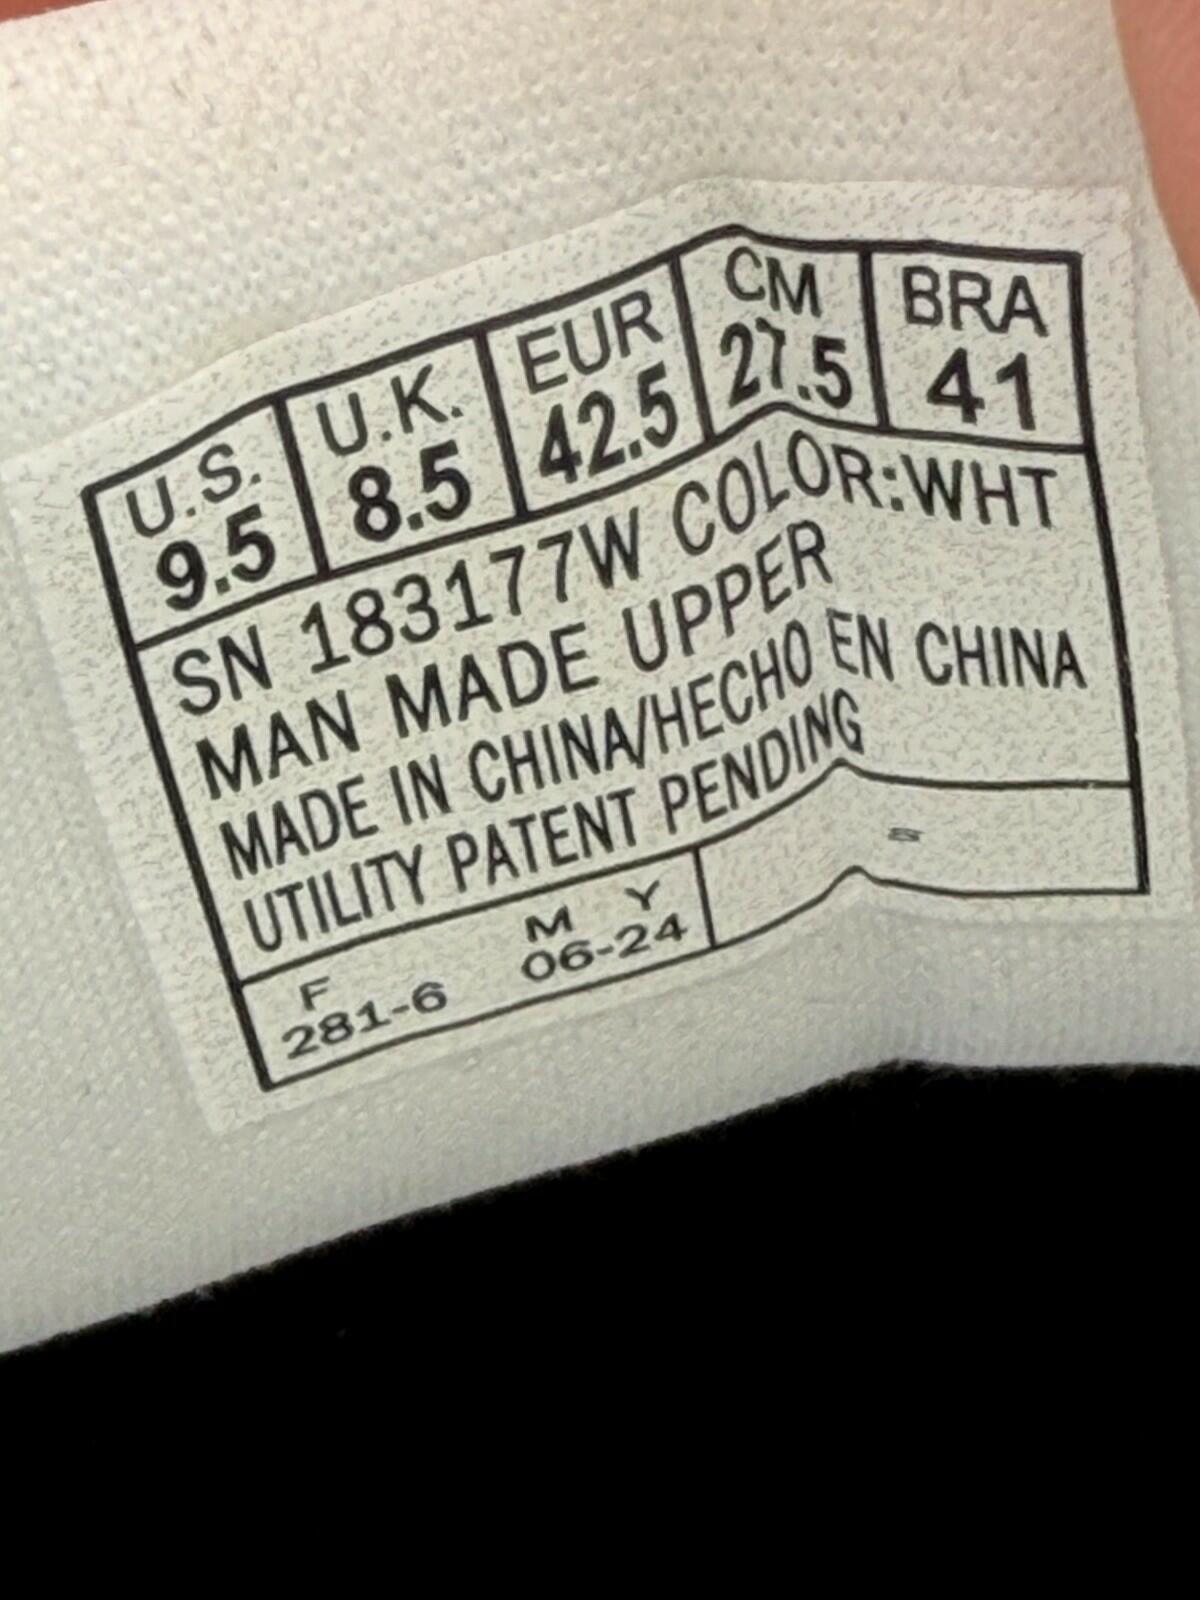 U.S. U.K. EUR CM BRA
9.5 8.5 42.5 27.5 41
SN 183177W COLOR:WHT
MAN MADE UPPER
MADE IN CHINA/HECHO EN CHINA
UTILITY PATENT PENDING
F M Y
281-6 06-24